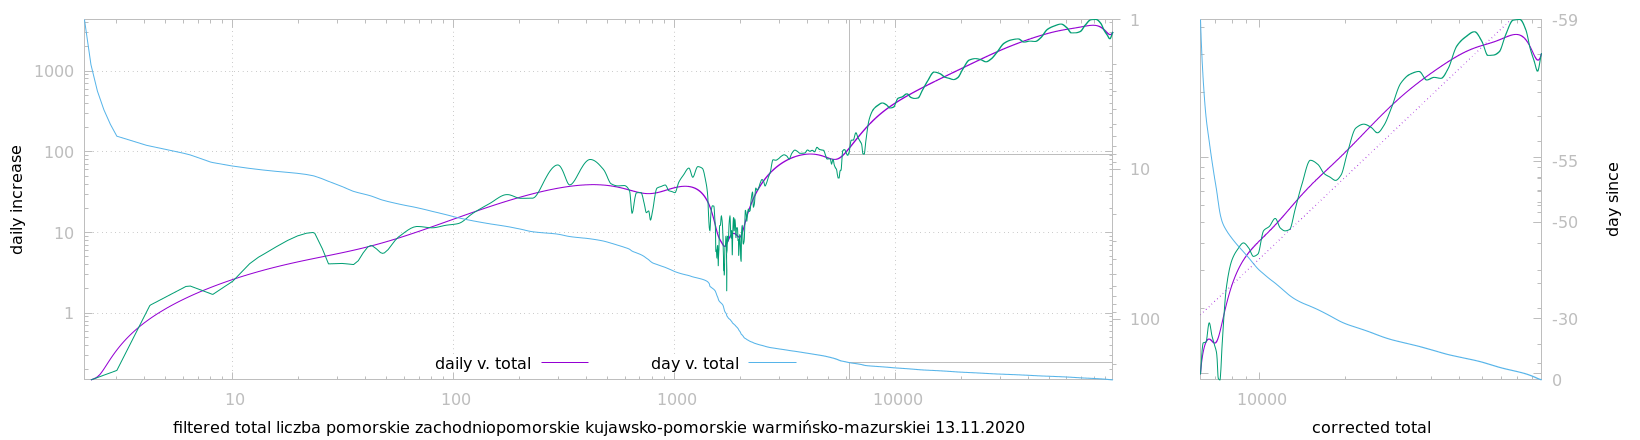 daily increase
1000
100
10
1
daily v. total
day v. total
10
100
1000
10000
1
10
100
filtered total liczba pomorskie zachodniopomorskie kujawsko-pomorskie warmińsko-mazurskiei 13.11.2020
-59
-55
-50
-30
0
day since
10000
corrected total